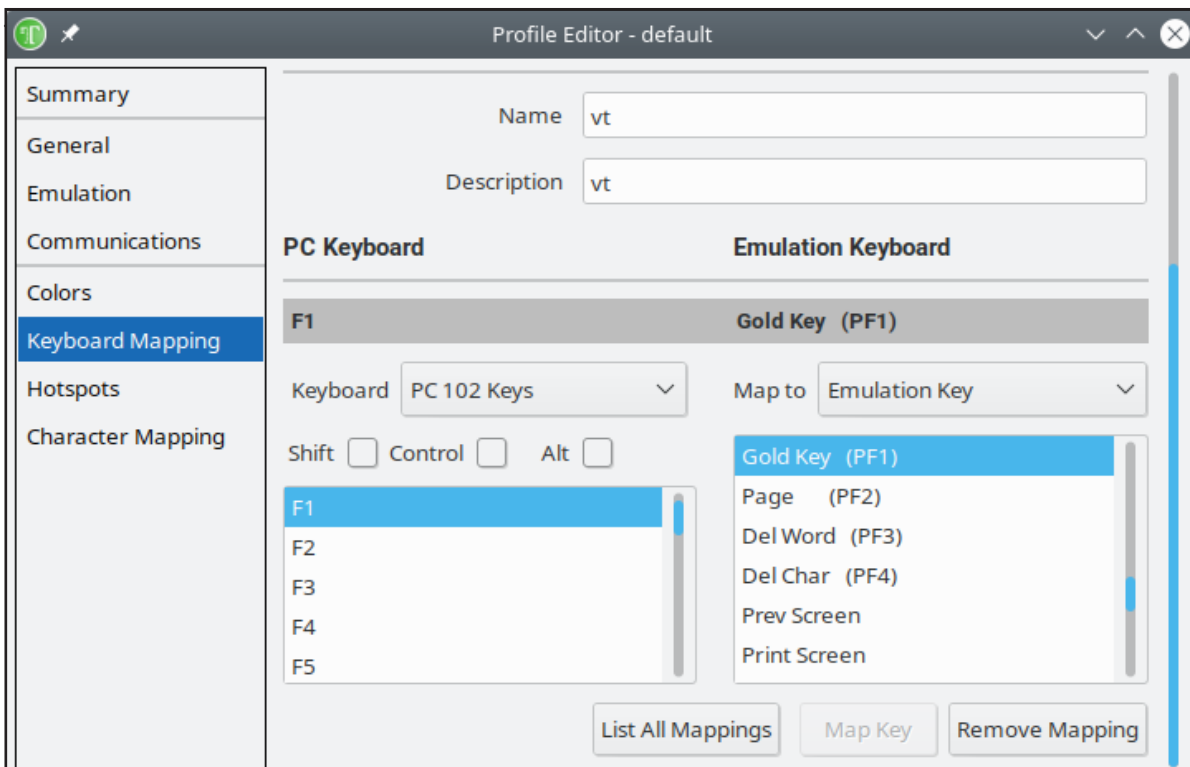 Profile Editor - default
Summary
General
Emulation
Communications
Colors
Keyboard Mapping
Hotspots
Character Mapping
Name vt
Description vt
PC Keyboard Emulation Keyboard
F1 Gold Key (PF1)
Keyboard PC 102 Keys Map to Emulation Key
Shift Control Alt
F1
F2
F3
F4
F5
Gold Key (PF1)
Page (PF2)
Del Word (PF3)
Del Char (PF4)
Prev Screen
Print Screen
List All Mappings Map Key Remove Mapping